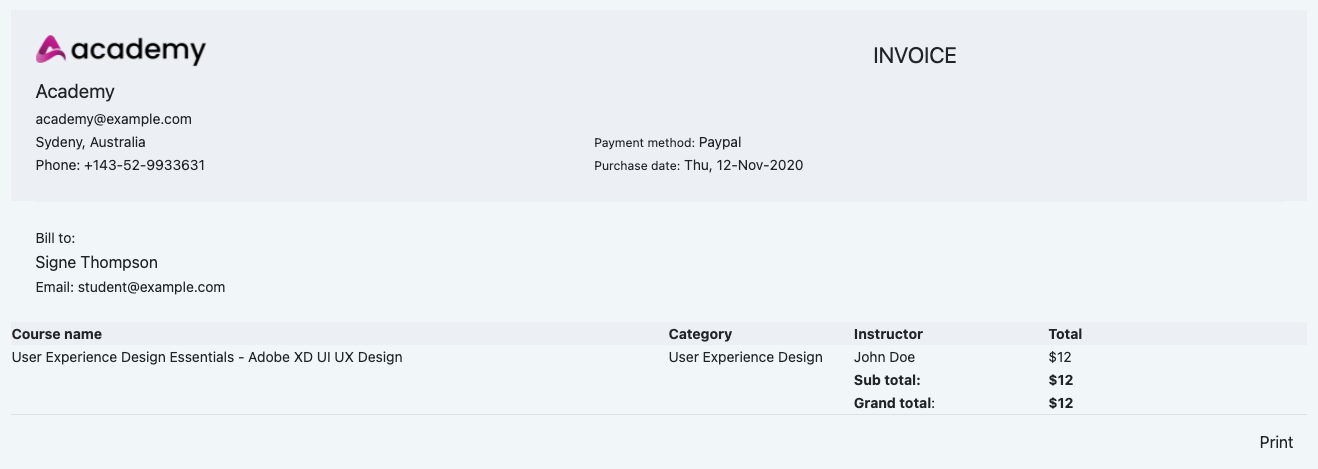 academy
INVOICE
Academy
academy@example.com
Sydeny, Australia
Payment method: Paypal
Phone: +143-52-9933631
Purchase date: Thu, 12-Nov-2020
Bill to:
Signe Thompson
Email: student@example.com
Course name Category Instructor Total
User Experience Design Essentials - Adobe XD UI UX Design User Experience Design John Doe $12
Sub total: $12
Grand total: $12
Print